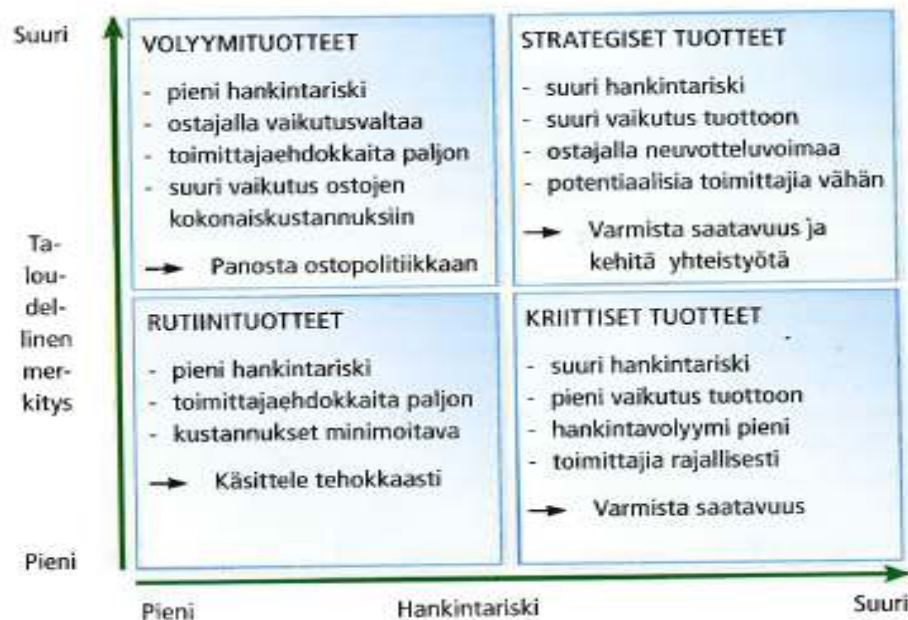 Suuri
VOLYYMITUOTTEET
- pieni hankintariski
- ostajalla vaikutusvaltaa
- toimittajaehdokkaita paljon
- suuri vaikutus ostojen
kokonaiskustannuksiin
→ Panosta ostopolitiikkaan
STRATEGISET TUOTTEET
- suuri hankintariski
- suuri vaikutus tuottoon
- ostajalla neuvotteluvoimaa
- potentiaalisia toimittajia vähän
→ Varmista saatavuus ja
kehitä yhteistyötä
Ta-
lou-
del-
linen
mer-
kitys
RUTIINITUOTTEET
- pieni hankintariski
- toimittajaehdokkaita paljon
- kustannukset minimoitava
→ Käsittele tehokkaasti
KRIITTISET TUOTTEET
- suuri hankintariski
- pieni vaikutus tuottoon
- hankintavolyymi pieni
- toimittajia rajallisesti
→ Varmista saatavuus
Pieni
Pieni
Hankintariski
Suuri